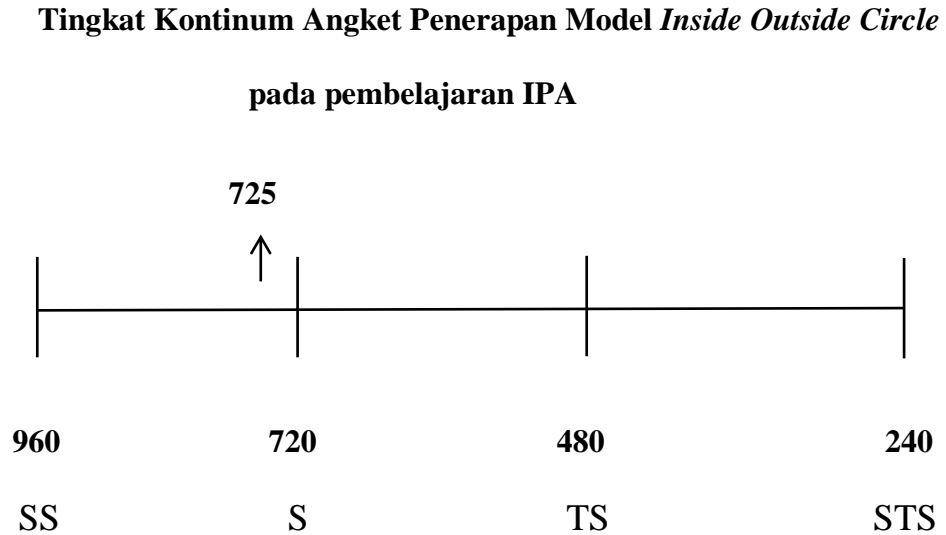 Tingkat Kontinum Angket Penerapan Model Inside Outside Circle
pada pembelajaran IPA
725
960 720 480 240
SS S TS STS